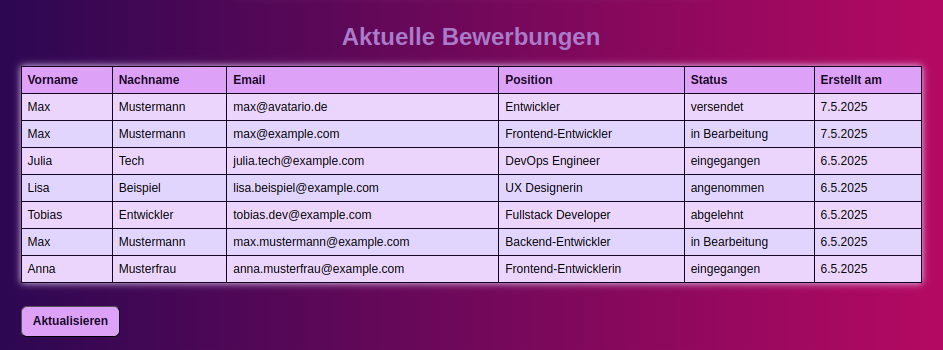 Aktuelle Bewerbungen
Vorname Nachname Email Position Status Erstellt am
Max Mustermann max@avatario.de Entwickler versendet 7.5.2025
Max Mustermann max@example.com Frontend-Entwickler in Bearbeitung 7.5.2025
Julia Tech julia.tech@example.com DevOps Engineer eingegangen 6.5.2025
Lisa Beispiel lisa.beispiel@example.com UX Designerin angenommen 6.5.2025
Tobias Entwickler tobias.dev@example.com Fullstack Developer abgelehnt 6.5.2025
Max Mustermann max.mustermann@example.com Backend-Entwickler in Bearbeitung 6.5.2025
Anna Musterfrau anna.musterfrau@example.com Frontend-Entwicklerin eingegangen 6.5.2025
Aktualisieren